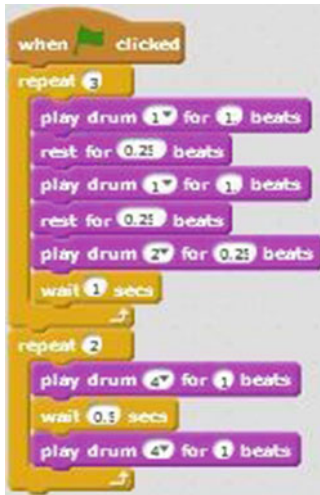 when clicked
repeat 3
play drum 1 for 1 beats
rest for 0.25 beats
play drum 1 for 1 beats
rest for 0.25 beats
play drum 2 for 0.25 beats
wait 1 secs
repeat 2
play drum 4 for 1 beats
wait 0.5 secs
play drum 4 for 1 beats